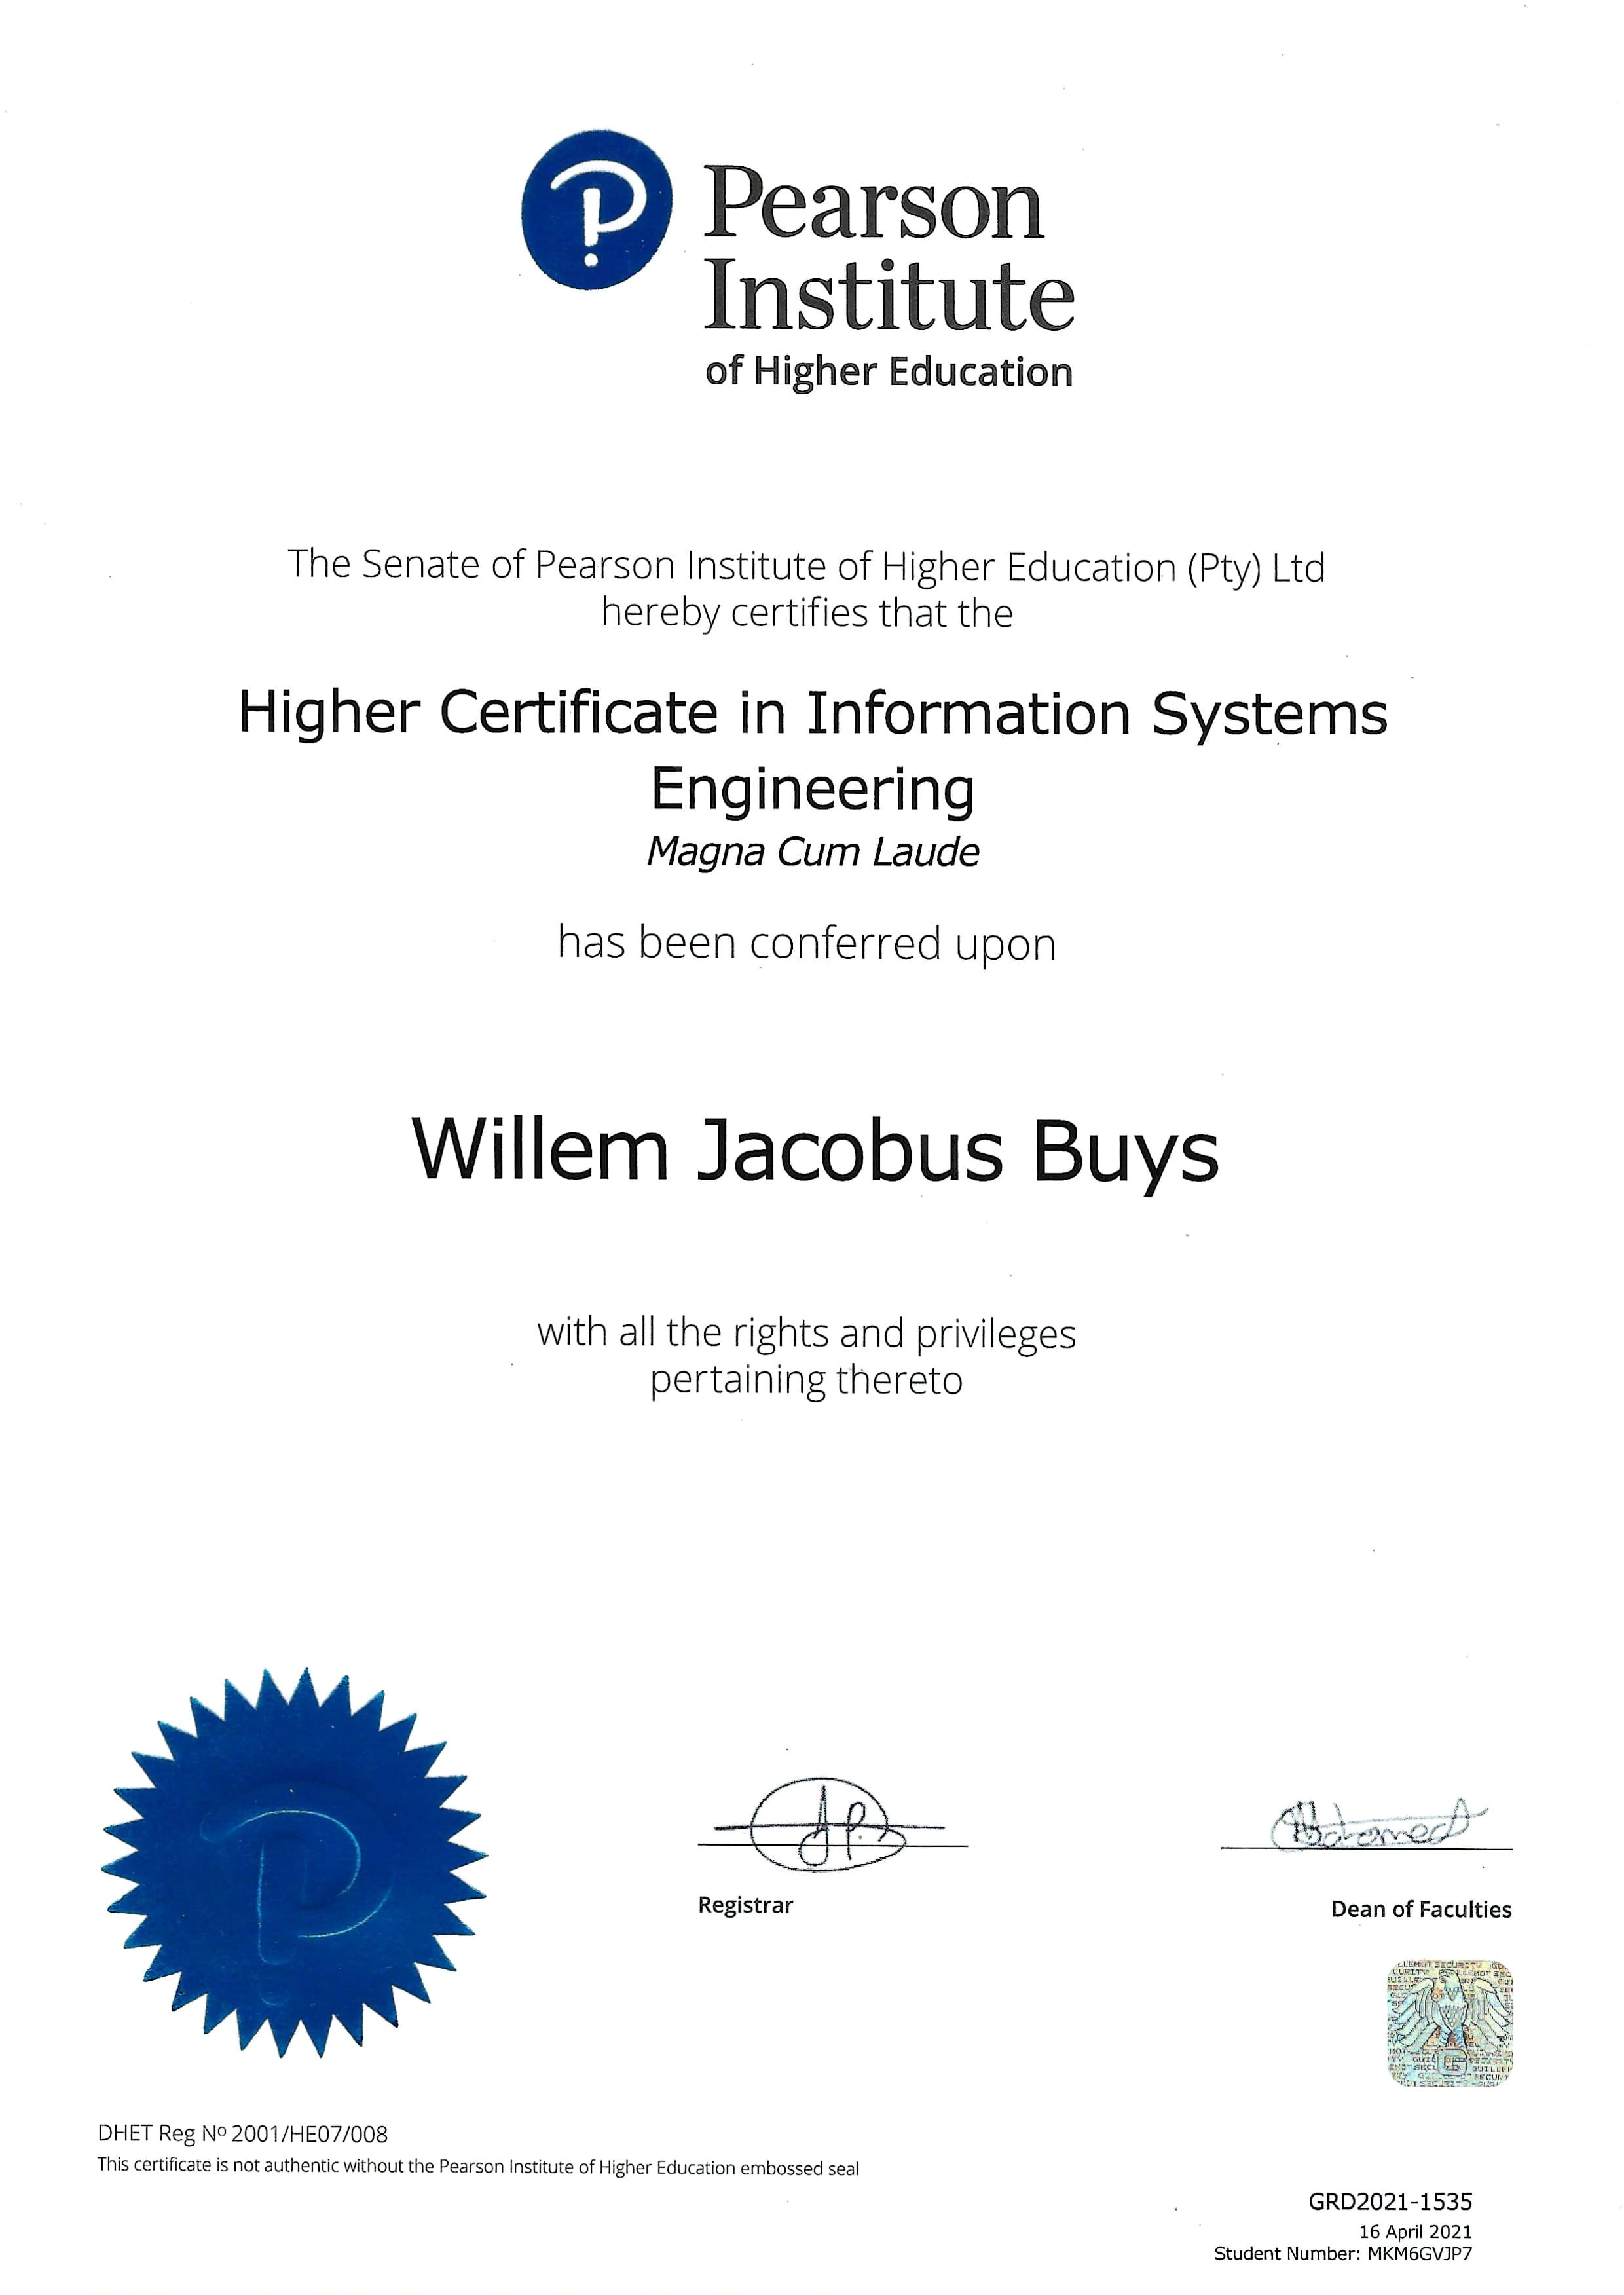 Pearson
Institute
of Higher Education
The Senate of Pearson Institute of Higher Education (Pty) Ltd
hereby certifies that the
Higher Certificate in Information Systems
Engineering
Magna Cum Laude
has been conferred upon
Willem Jacobus Buys
with all the rights and privileges
pertaining thereto
Registrar
Dean of Faculties
DHET Reg Nº 2001/HE07/008
This certificate is not authentic without the Pearson Institute of Higher Education embossed seal
GRD2021-1535
16 April 2021
Student Number: MKM6GVJP7